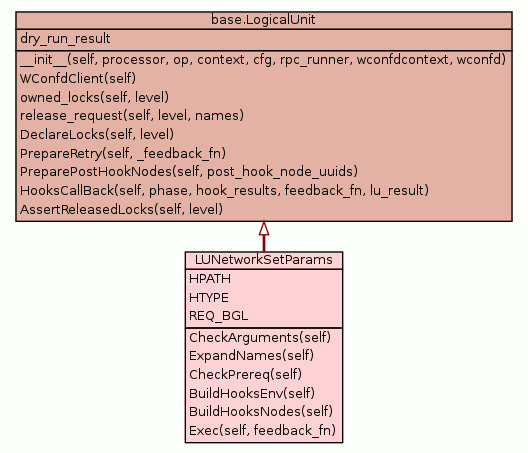 base.LogicalUnit
dry_run_result
__init__(self, processor, op, context, cfg, rpc_runner, wconfdcontext, wconfd)
WConfdClient(self)
owned_locks(self, level)
release_request(self, level, names)
DeclareLocks(self, level)
PrepareRetry(self, _feedback_fn)
PreparePostHookNodes(self, post_hook_node_uuids)
HooksCallBack(self, phase, hook_results, feedback_fn, lu_result)
AssertReleasedLocks(self, level)
LUNetworkSetParams
HPATH
HTYPE
REQ_BGL
CheckArguments(self)
ExpandNames(self)
CheckPrereq(self)
BuildHooksEnv(self)
BuildHooksNodes(self)
Exec(self, feedback_fn)